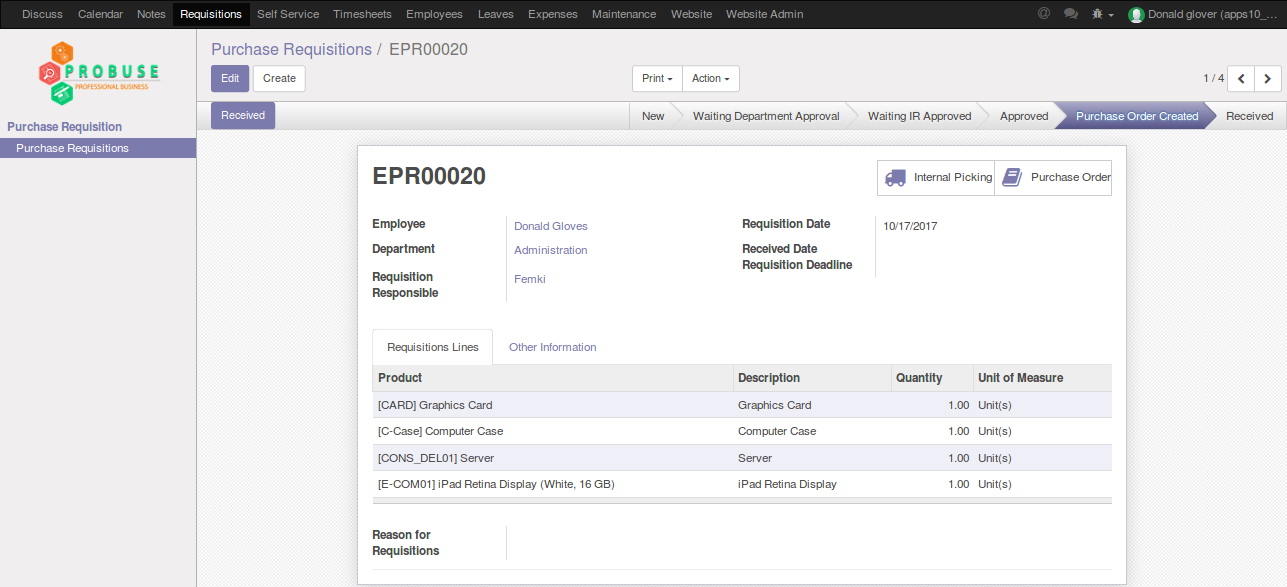 Discuss Calendar Notes Requisitions Self Service Timesheets Employees Leaves Expenses Maintenance Website Website Admin @ Donald glover (apps10_...
PROBUSE
PROFESSIONAL BUSINESS
Purchase Requisition
Purchase Requisitions
Purchase Requisitions / EPR00020
Edit Create Print Action 1 / 4
Received New Waiting Department Approval Waiting IR Approved Approved Purchase Order Created Received
EPR00020
Internal Picking Purchase Order
Employee Donald Gloves Requisition Date 10/17/2017
Department Administration Received Date
Requisition Deadline
Requisition Responsible Femki
Requisitions Lines Other Information
Product Description Quantity Unit of Measure
[CARD] Graphics Card Graphics Card 1.00 Unit(s)
[C-Case] Computer Case Computer Case 1.00 Unit(s)
[CONS_DEL01] Server Server 1.00 Unit(s)
[E-COM01] iPad Retina Display (White, 16 GB) iPad Retina Display 1.00 Unit(s)
Reason for
Requisitions